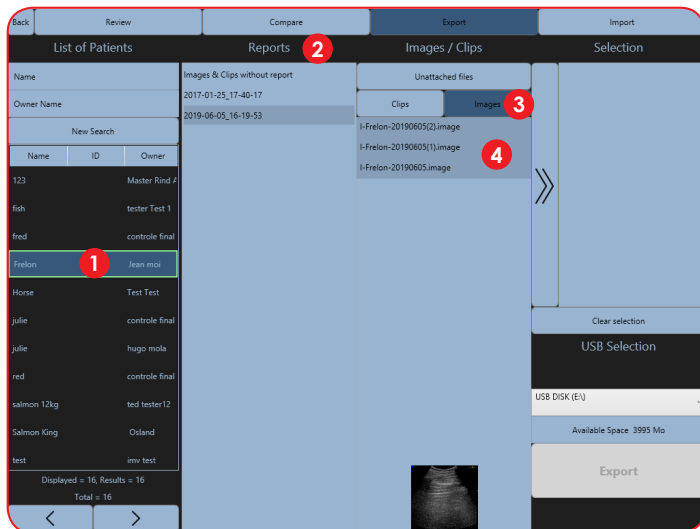 Back
Review
Compare
Export
Import
List of Patients
Reports
2
Images / Clips
Selection
Name
Owner Name
New Search
Name ID Owner
123 Master Rind A
fish tester Test 1
fred controle final
Frelon 1 Jean moi
Horse Test Test
julie controle final
julie hugo mola
red controle final
salmon 12kg ted tester12
Salmon King Osland
test imv test
Displayed = 16, Results = 16
Total = 16
Images & Clips without report
2017-01-25_17-40-17
2019-06-05_16-19-53
Unattached files
Clips
Images
3
I-Frelon-20190605(2).image
I-Frelon-20190605(1).image
4
I-Frelon-20190605.image
Clear selection
USB Selection
USB DISK (E:\)
Available Space 3995 Mo
Export